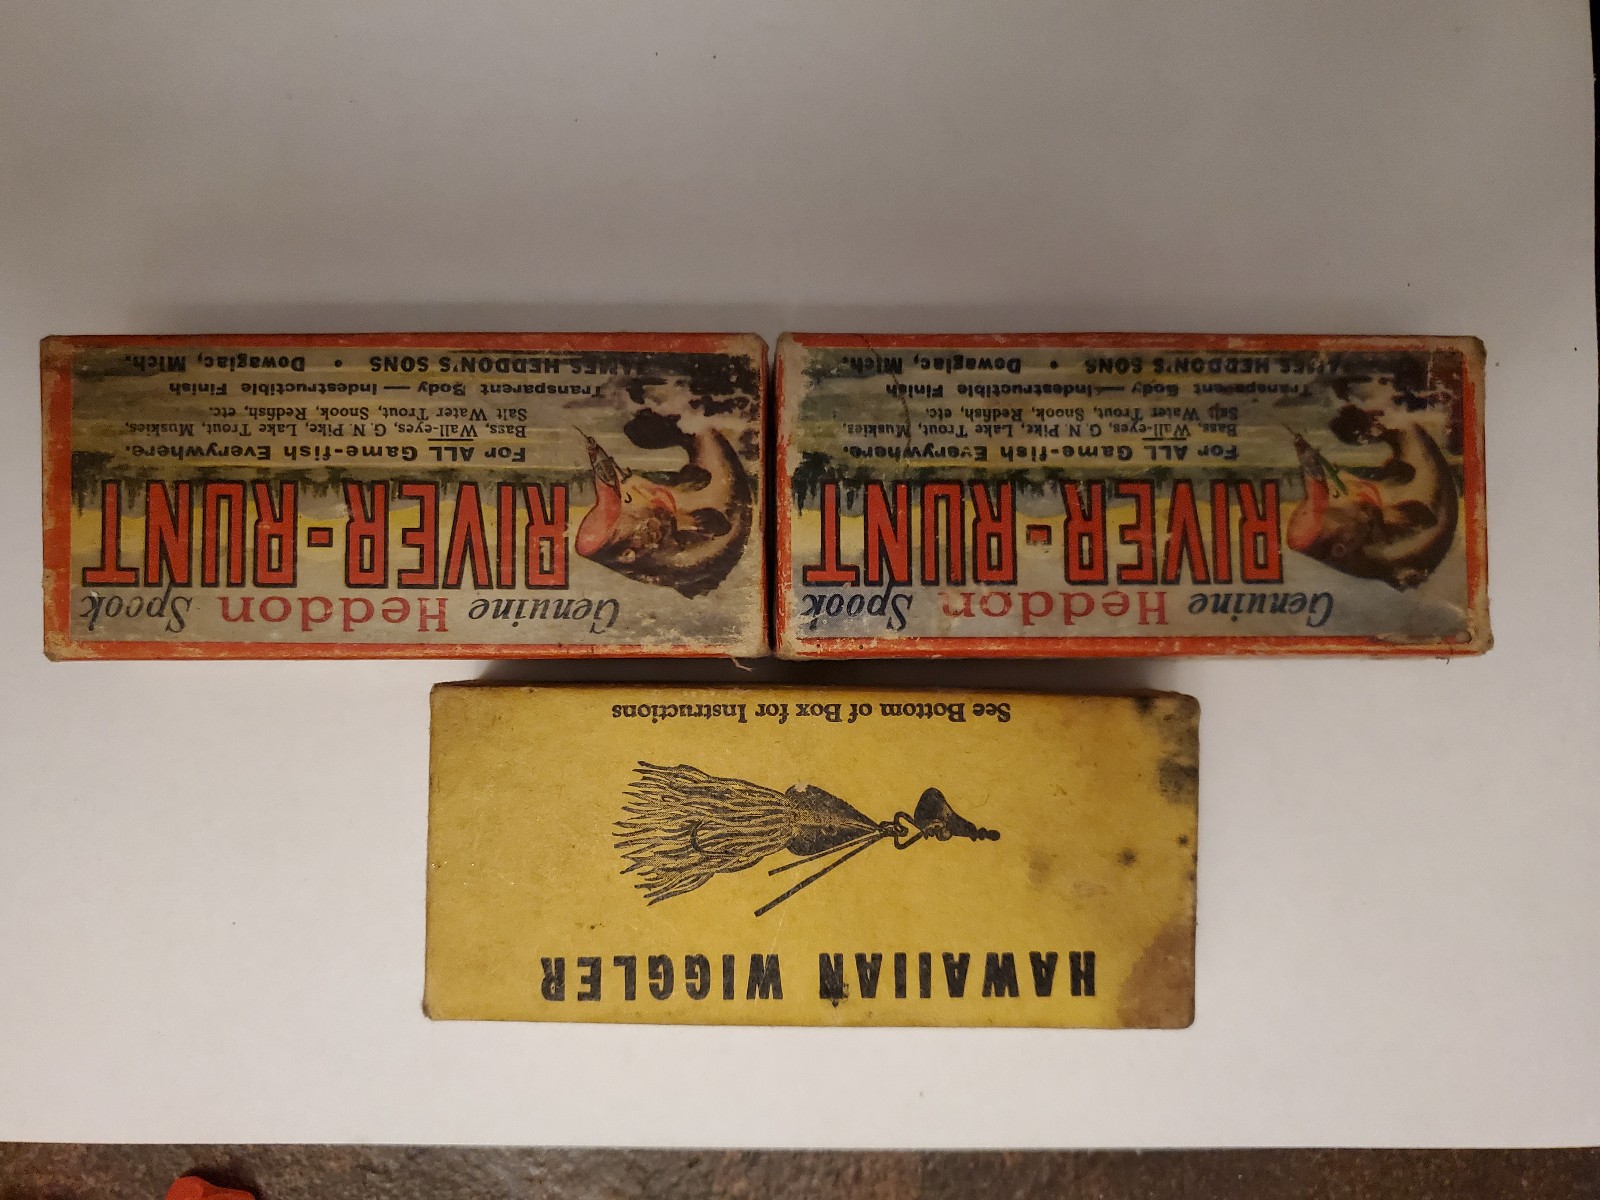 Genuine Heddon Spook
RIVER-RUNT
For ALL Game-fish Everywhere.
Bass, Wall-eyes, G. N. Pike, Lake Trout, Muskies,
Salt Water Trout, Snook, Redfish, etc.
Transparent Body — Indestructible Finish
JAMES HEDDON'S SONS • Dowagiac, Mich.
Genuine Heddon Spook
RIVER-RUNT
For ALL Game-fish Everywhere.
Bass, Wall-eyes, G. N. Pike, Lake Trout, Muskies,
Salt Water Trout, Snook, Redfish, etc.
Transparent Body — Indestructible Finish
JAMES HEDDON'S SONS • Dowagiac, Mich.
HAWAIIAN WIGGLER
See Bottom of Box for Instructions